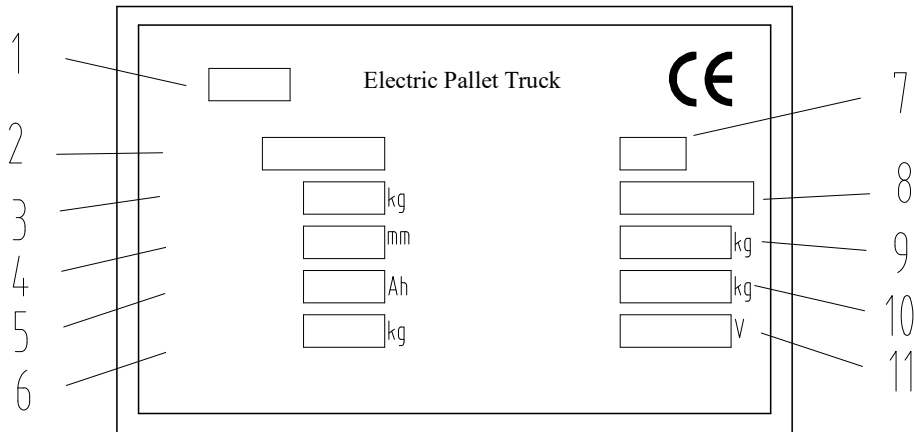 1 Electric Pallet Truck CE 7
2 8
3 kg
4 mm kg 9
5 Ah kg 10
6 kg V 11